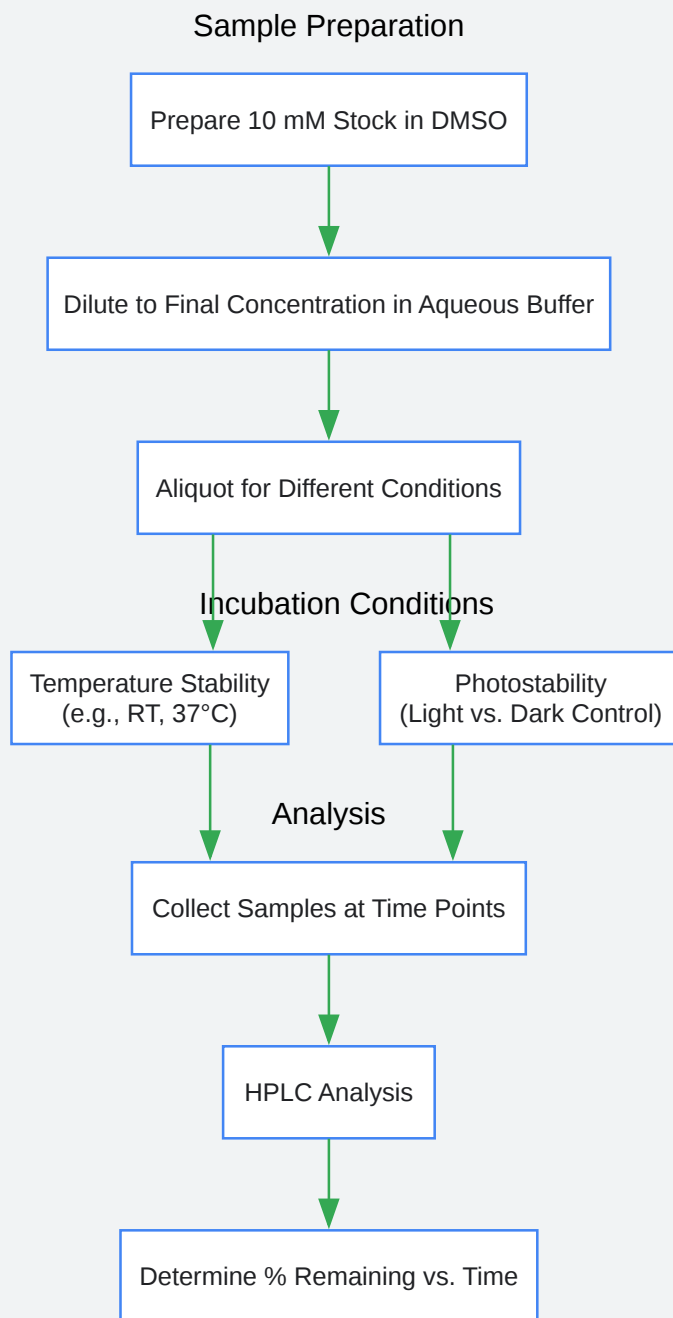 Sample Preparation
Prepare 10 mM Stock in DMSO
Dilute to Final Concentration in Aqueous Buffer
Aliquot for Different Conditions
Incubation Conditions
Temperature Stability
(e.g., RT, 37°C)
Photostability
(Light vs. Dark Control)
Analysis
Collect Samples at Time Points
HPLC Analysis
Determine % Remaining vs. Time